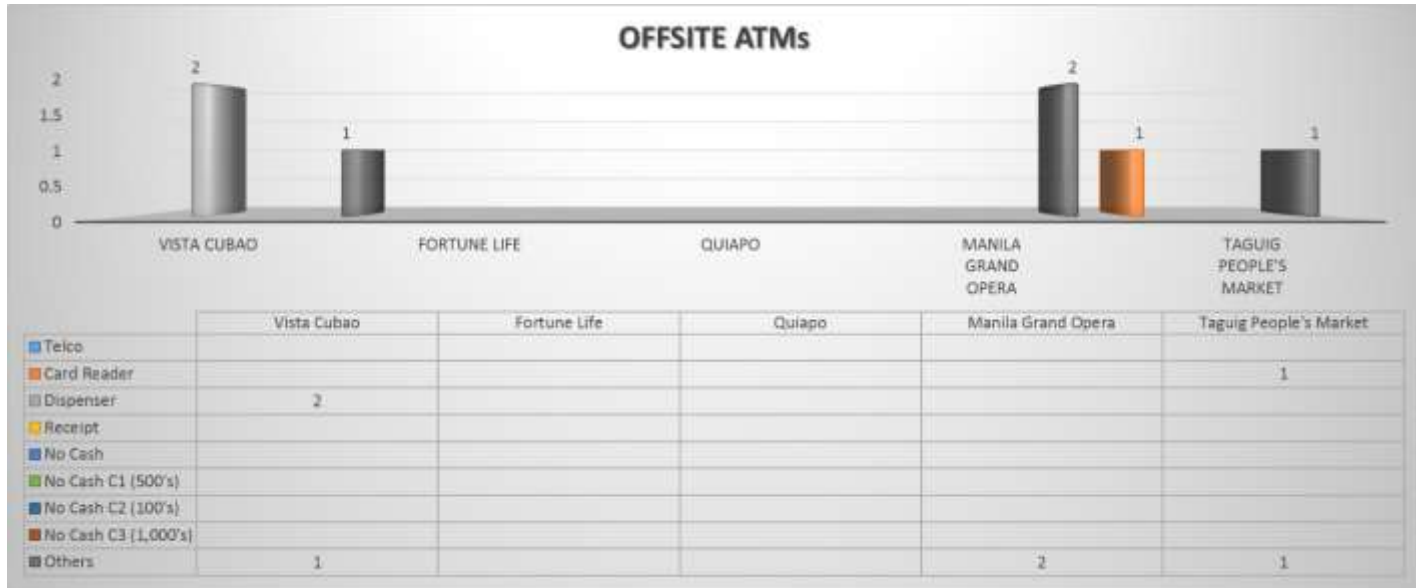 OFFSITE ATMs
2
1.5
1
0.5
0
2
1
2
1
1
VISTA CUBAO
FORTUNE LIFE
QUIAPO
MANILA
GRAND
OPERA
TAGUIG
PEOPLE'S
MARKET
Vista Cubao Fortune Life Quiapo Manila Grand Opera Taguig People's Market
Telco
Card Reader 1
Dispenser 2
Receipt
No Cash
No Cash C1 (500's)
No Cash C2 (100's)
No Cash C3 (1,000's)
Others 1 2 1